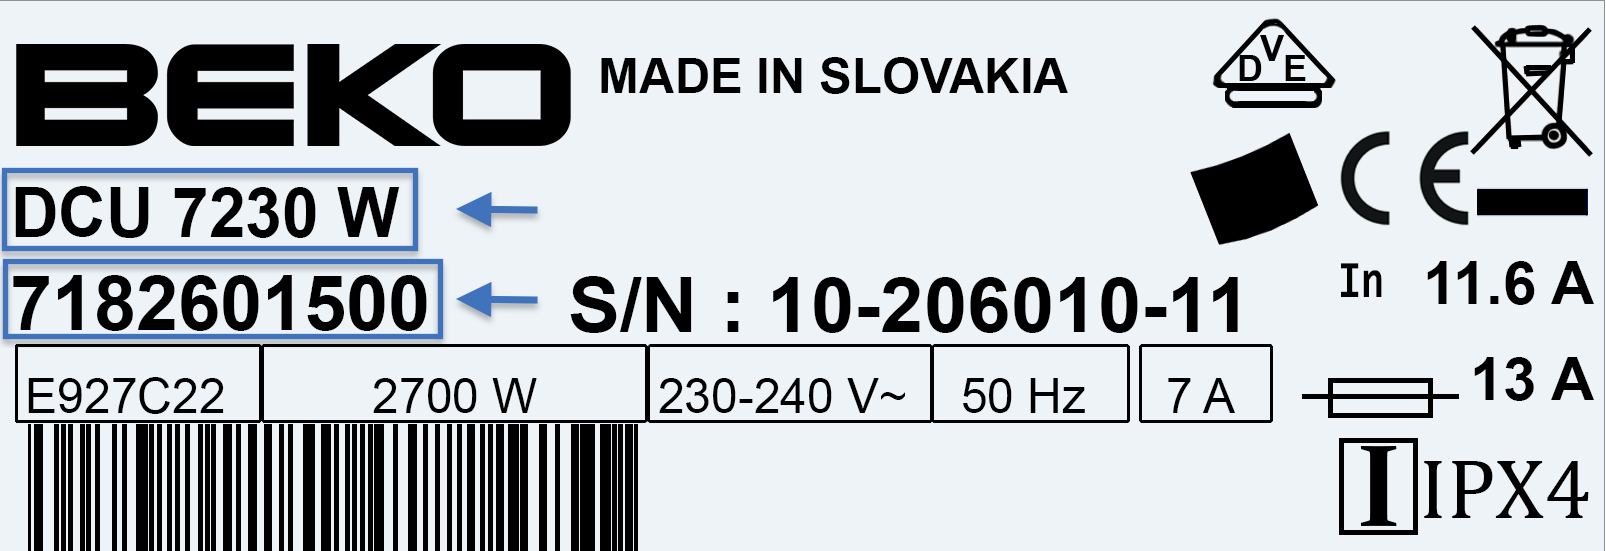 BEKO MADE IN SLOVAKIA
DVE
CE
DCU 7230 W
7182601500 S/N : 10-206010-11 In 11.6 A
E927C22 2700 W 230-240 V~ 50 Hz 7 A
13 A
I IPX4